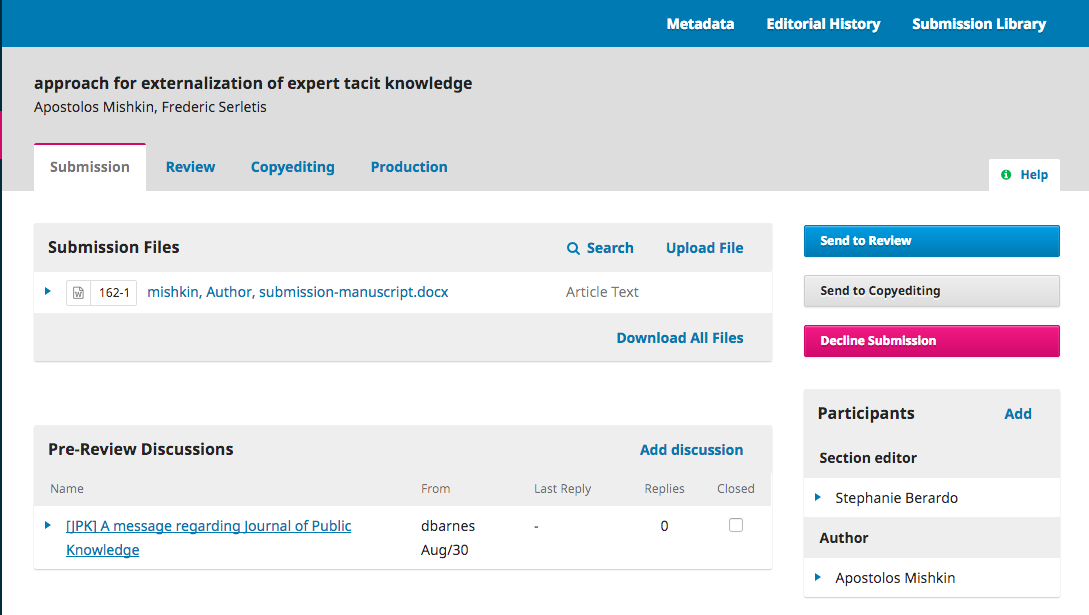 Metadata Editorial History Submission Library
approach for externalization of expert tacit knowledge
Apostolos Mishkin, Frederic Serletis
Submission Review Copyediting Production
Help
Submission Files Search Upload File
162-1 mishkin, Author, submission-manuscript.docx Article Text
Download All Files
Send to Review
Send to Copyediting
Decline Submission
Pre-Review Discussions Add discussion
Name From Last Reply Replies Closed
[JPK] A message regarding Journal of Public dbarnes - 0
Knowledge Aug/30
Participants Add
Section editor
Stephanie Berardo
Author
Apostolos Mishkin